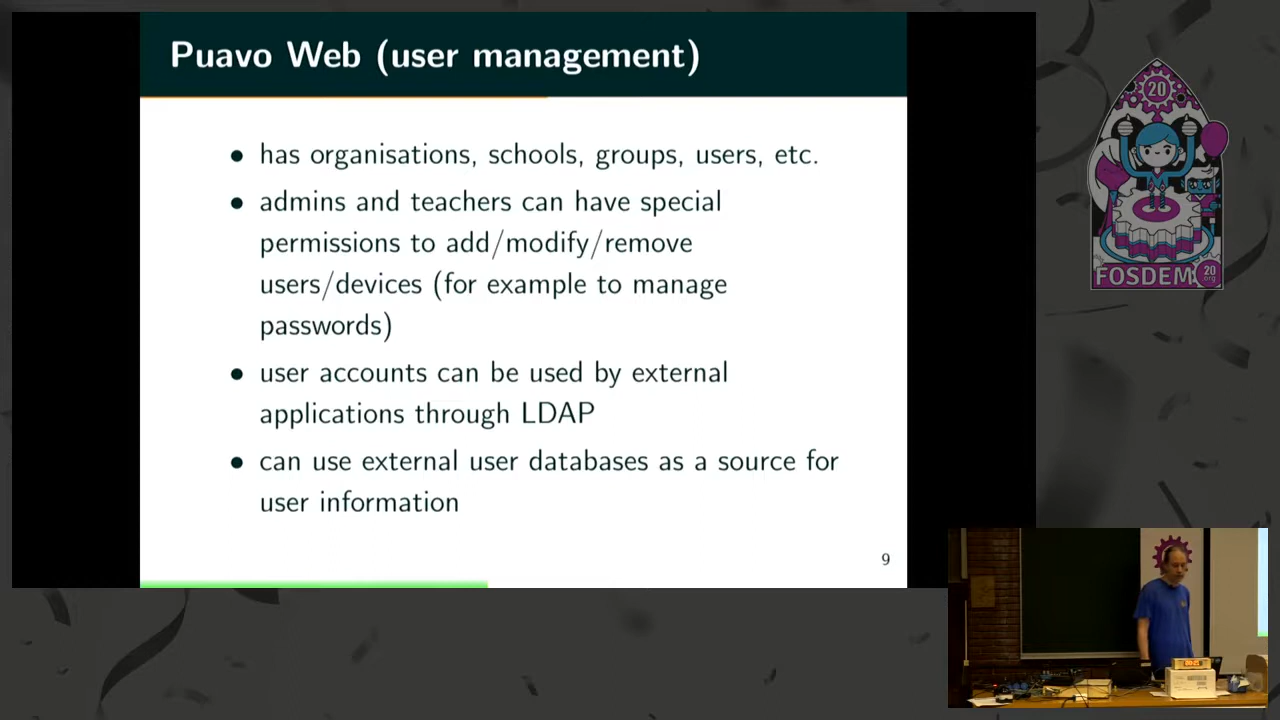 Puavo Web (user management)
• has organisations, schools, groups, users, etc.
• admins and teachers can have special
permissions to add/modify/remove
users/devices (for example to manage
passwords)
• user accounts can be used by external
applications through LDAP
• can use external user databases as a source for
user information
9
20
FOSDEM
20
.org